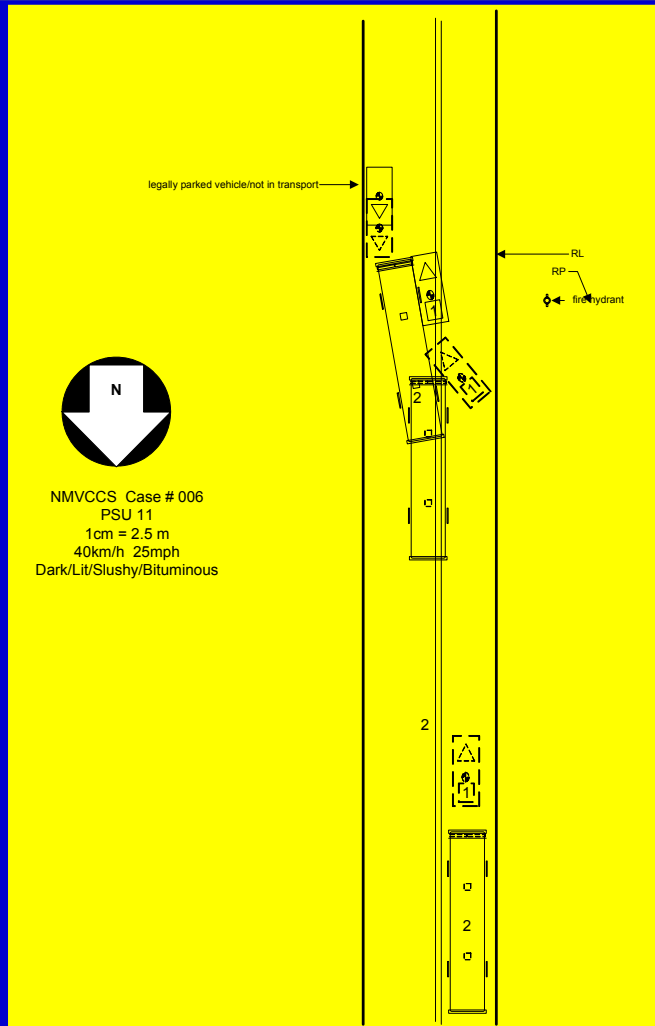 legally parked vehicle/not in transport
RL
RP
fire hydrant
1
1
2
N
NMVCCS Case # 006
PSU 11
1cm = 2.5 m
40km/h 25mph
Dark/Lit/Slushy/Bituminous
2
1
2